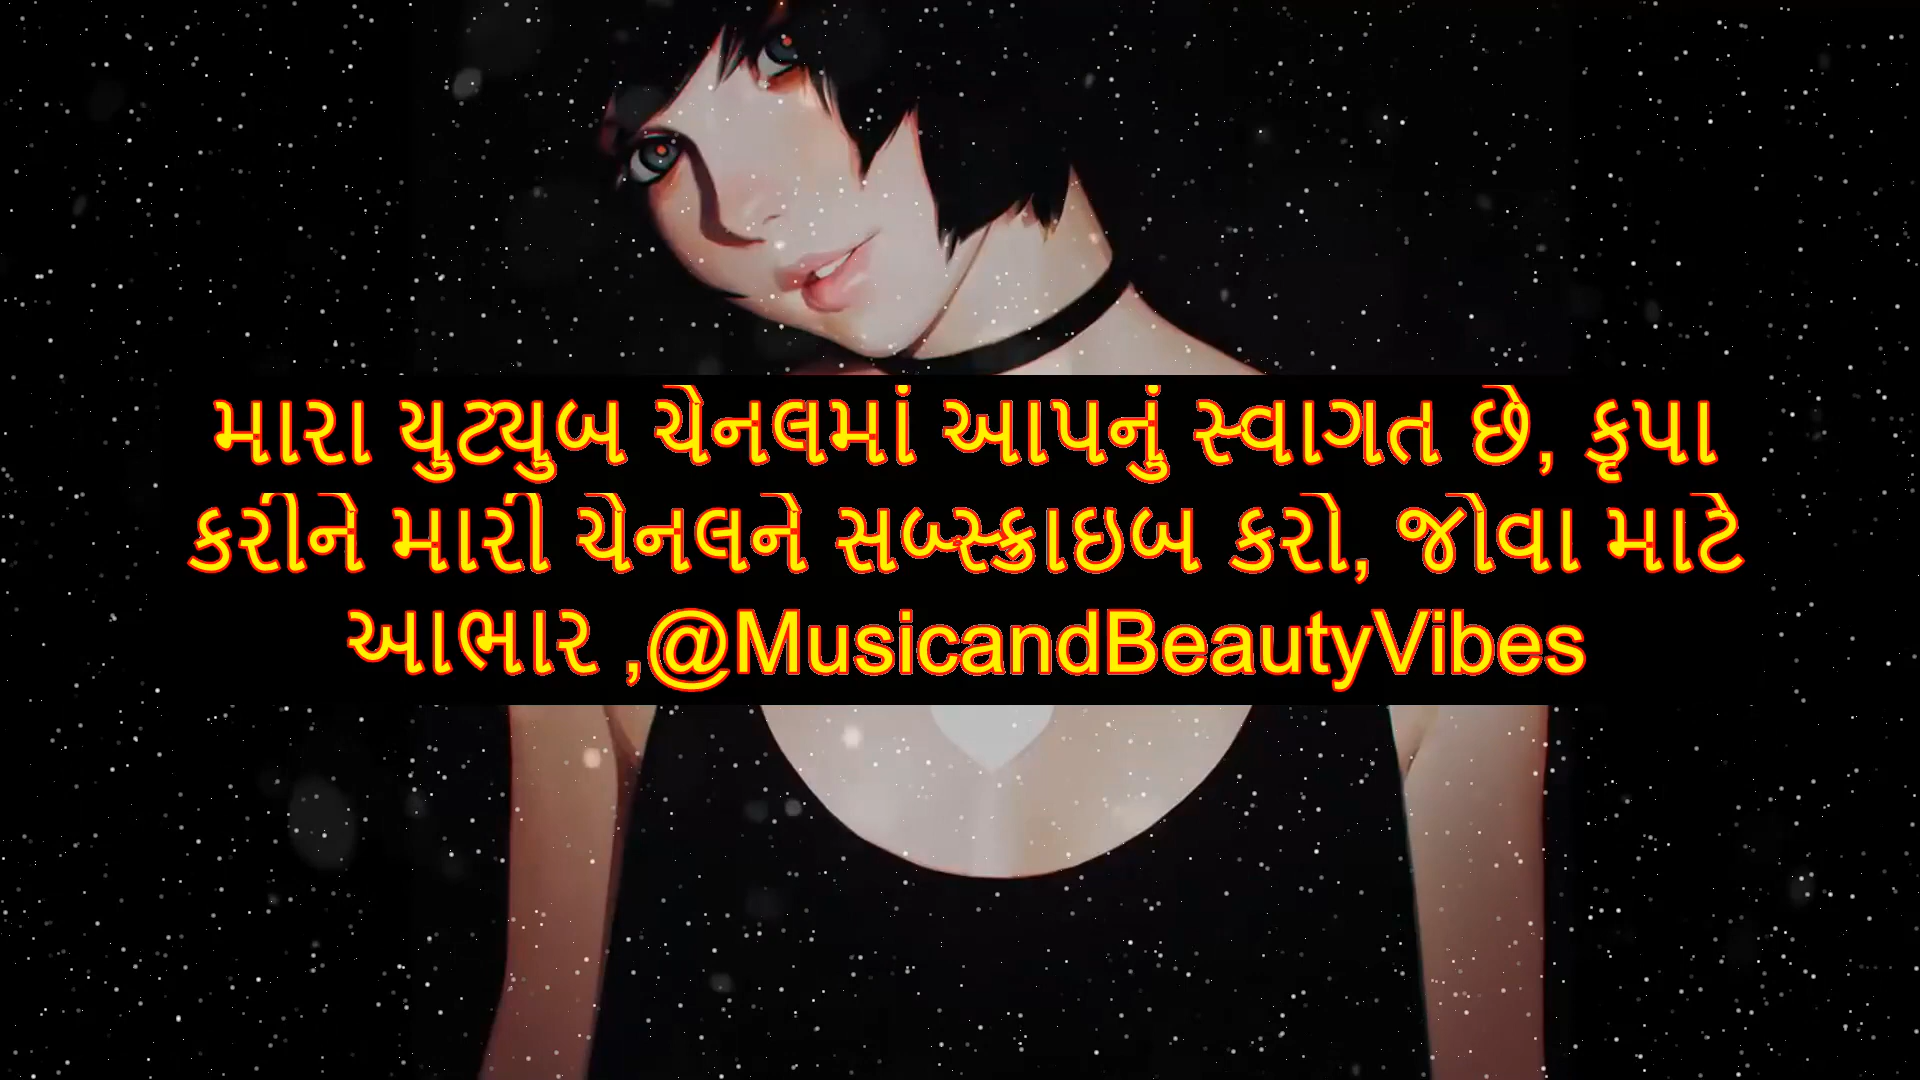 મારા યુટ્યુબ ચેનલમાં આપનું સ્વાગત છે, કૃપા
કરીને મારી ચેનલને સબ્સ્ક્રાઇબ કરો, જોવા માટે
આભાર ,@MusicandBeautyVibes